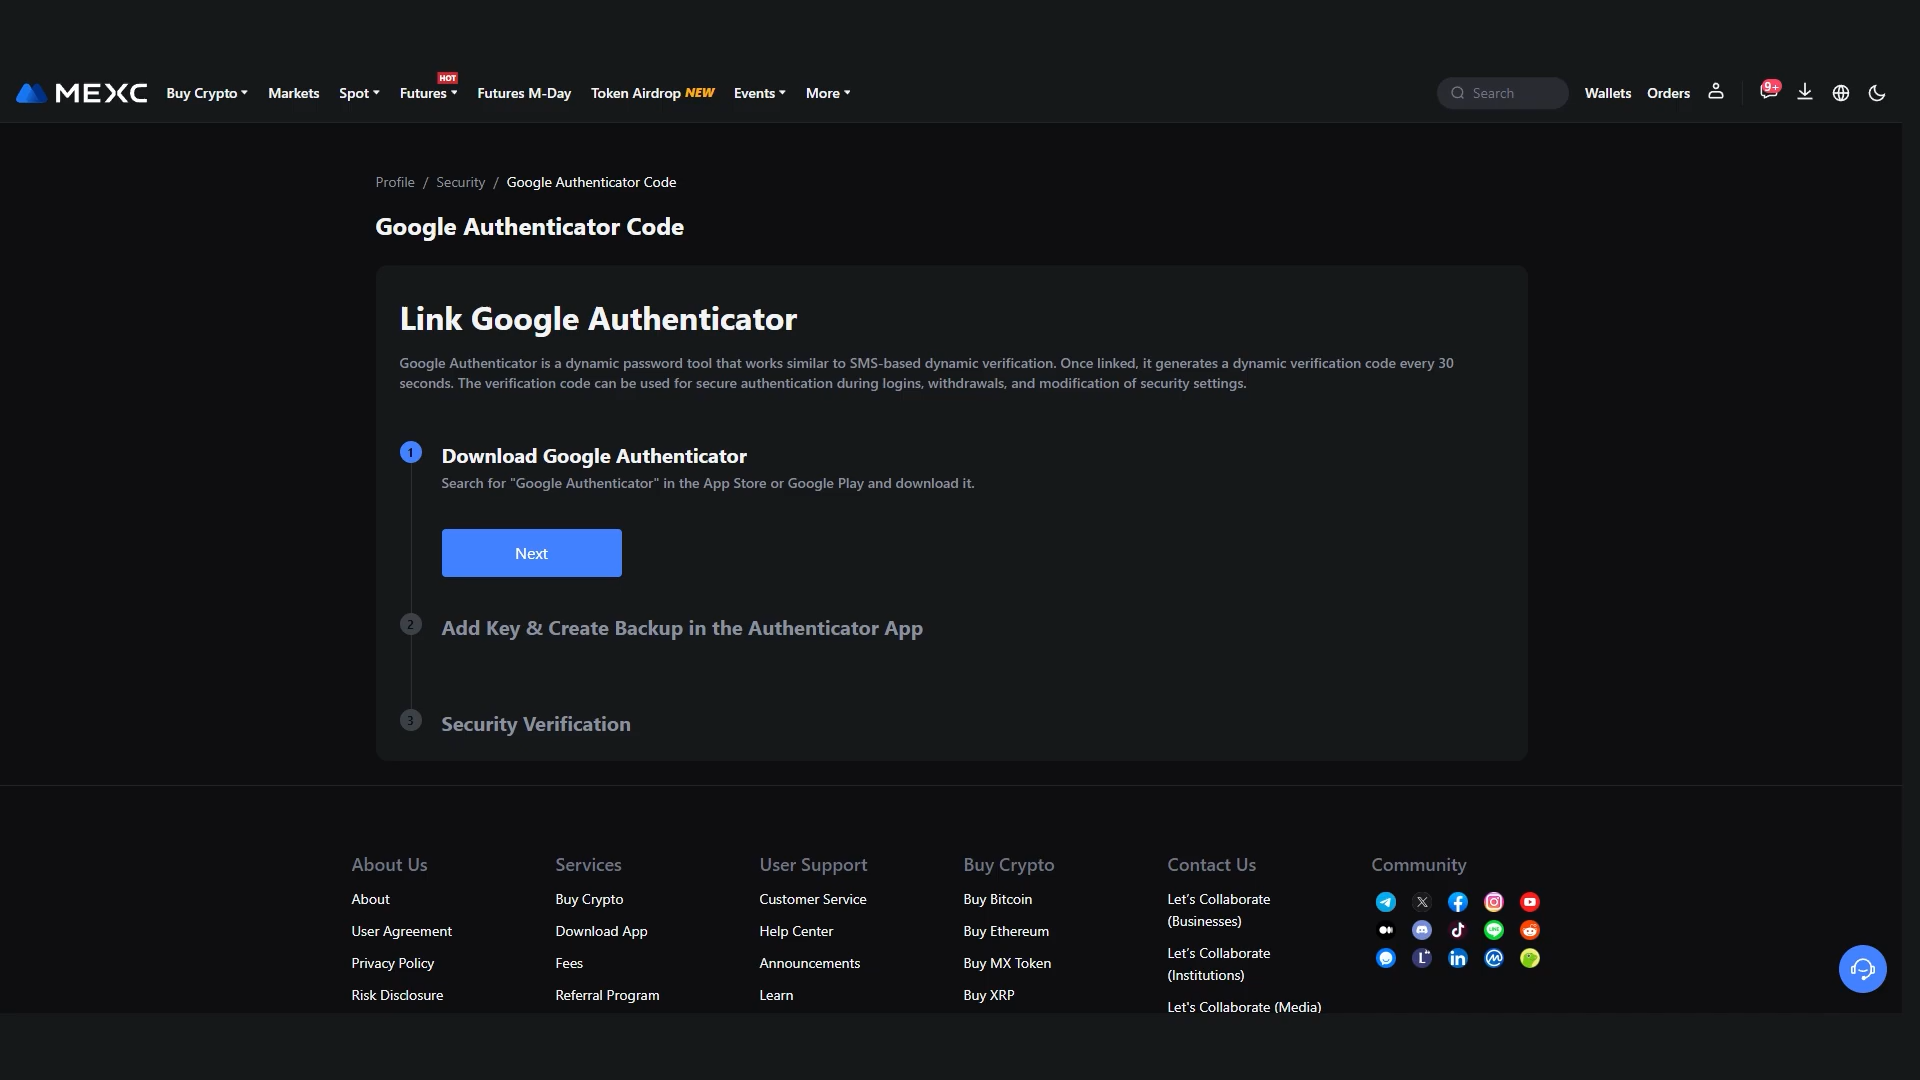 MEXC
Buy Crypto
Markets
Spot
Futures
HOT
Futures M-Day
Token Airdrop NEW
Events
More
Search
Wallets
Orders
9+
Profile / Security / Google Authenticator Code
Google Authenticator Code
Link Google Authenticator
Google Authenticator is a dynamic password tool that works similar to SMS-based dynamic verification. Once linked, it generates a dynamic verification code every 30
seconds. The verification code can be used for secure authentication during logins, withdrawals, and modification of security settings.
1
Download Google Authenticator
Search for "Google Authenticator" in the App Store or Google Play and download it.
Next
2
Add Key & Create Backup in the Authenticator App
3
Security Verification
About Us
About
User Agreement
Privacy Policy
Risk Disclosure
Services
Buy Crypto
Download App
Fees
Referral Program
User Support
Customer Service
Help Center
Announcements
Learn
Buy Crypto
Buy Bitcoin
Buy Ethereum
Buy MX Token
Buy XRP
Contact Us
Let’s Collaborate
(Businesses)
Let’s Collaborate
(Institutions)
Let's Collaborate (Media)
Community